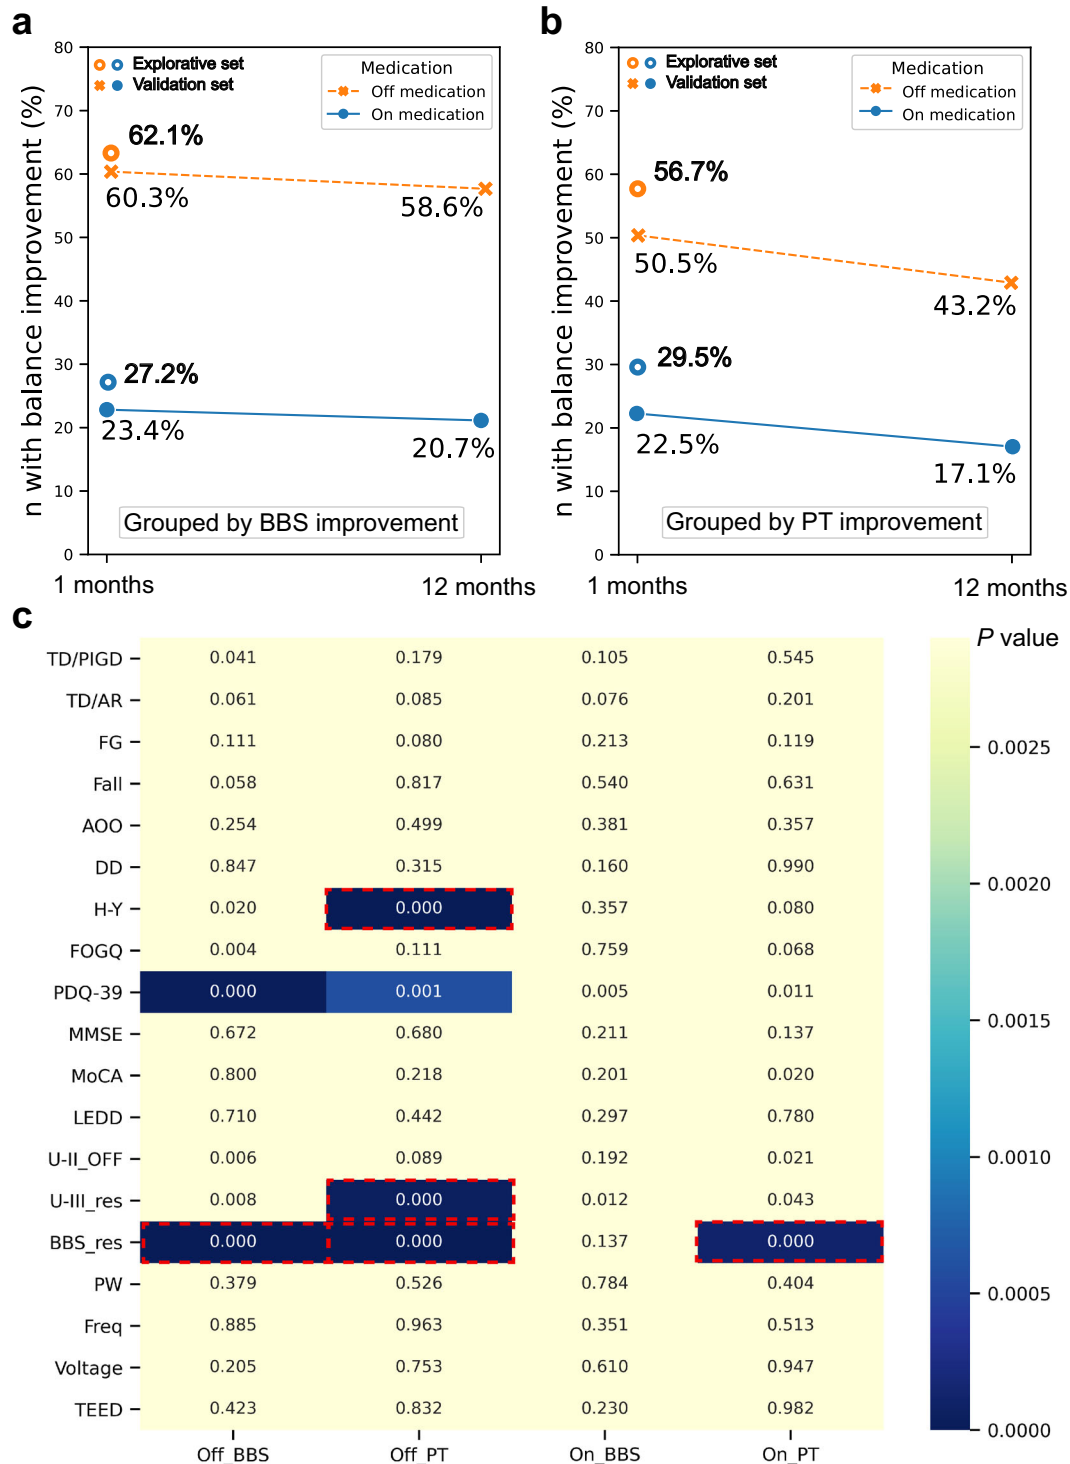 a
n with balance improvement (%)
80
70
60
50
40
30
20
10
0
Explorative set
Validation set
Medication
Off medication
On medication
62.1%
60.3%
58.6%
27.2%
23.4%
20.7%
Grouped by BBS improvement
1 months
12 months
b
n with balance improvement (%)
80
70
60
50
40
30
20
10
0
Explorative set
Validation set
Medication
Off medication
On medication
56.7%
50.5%
43.2%
29.5%
22.5%
17.1%
Grouped by PT improvement
1 months
12 months
c
TD/PIGD 0.041 0.179 0.105 0.545
TD/AR 0.061 0.085 0.076 0.201
FG 0.111 0.080 0.213 0.119
Fall 0.058 0.817 0.540 0.631
AOO 0.254 0.499 0.381 0.357
DD 0.847 0.315 0.160 0.990
H-Y 0.020 0.000 0.357 0.080
FOGQ 0.004 0.111 0.759 0.068
PDQ-39 0.000 0.001 0.005 0.011
MMSE 0.672 0.680 0.211 0.137
MoCA 0.800 0.218 0.201 0.020
LEDD 0.710 0.442 0.297 0.780
U-II_OFF 0.006 0.089 0.192 0.021
U-III_res 0.008 0.000 0.012 0.043
BBS_res 0.000 0.000 0.137 0.000
PW 0.379 0.526 0.784 0.404
Freq 0.885 0.963 0.351 0.513
Voltage 0.205 0.753 0.610 0.947
TEED 0.423 0.832 0.230 0.982
Off_BBS Off_PT On_BBS On_PT
P value
0.0025
0.0020
0.0015
0.0010
0.0005
0.0000